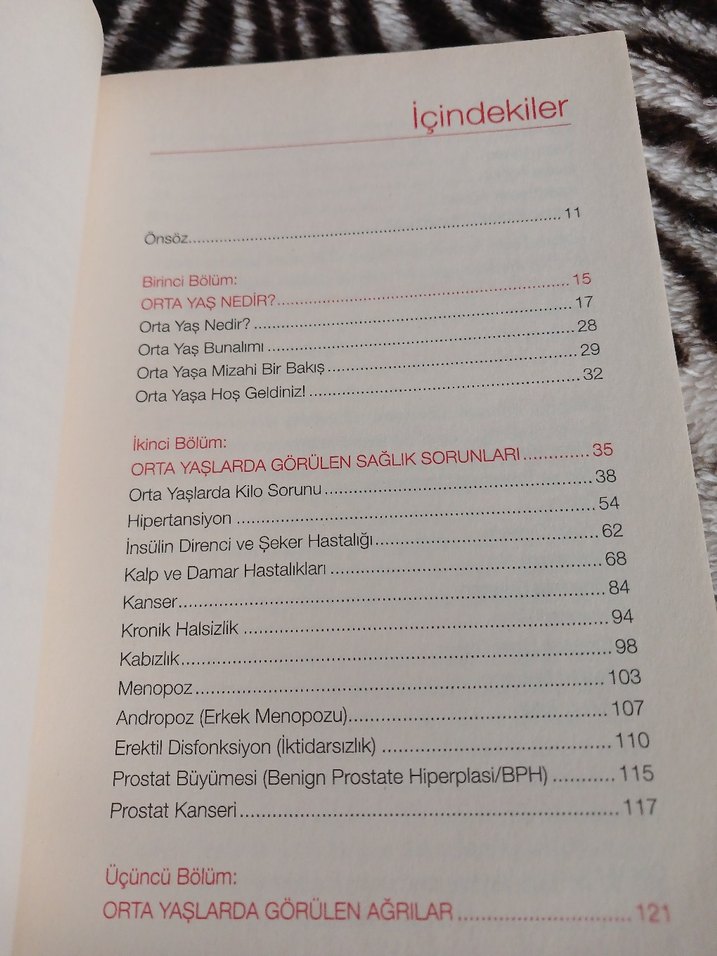 İçindekiler
Önsöz.......... 11
Birinci Bölüm:
ORTA YAŞ NEDİR?.......... 15
Orta Yaş Nedir? .......... 17
Orta Yaş Bunalımı .......... 28
Orta Yaşa Mizahi Bir Bakış .......... 29
Orta Yaşa Hoş Geldiniz! .......... 32
İkinci Bölüm:
ORTA YAŞLARDA GÖRÜLEN SAĞLIK SORUNLARI .......... 35
Orta Yaşlarda Kilo Sorunu .......... 38
Hipertansiyon .......... 54
İnsülin Direnci ve Şeker Hastalığı.......... 62
Kalp ve Damar Hastalıkları .......... 68
Kanser.......... 84
Kronik Halsizlik .......... 94
Kabızlık.......... 98
Menopoz .......... 103
Andropoz (Erkek Menopozu).......... 107
Erektil Disfonksiyon (İktidarsızlık) .......... 110
Prostat Büyümesi (Benign Prostate Hiperplasi/BPH) .......... 115
Prostat Kanseri .......... 117
Üçüncü Bölüm:
ORTA YAŞLARDA GÖRÜLEN AĞRILAR .......... 121